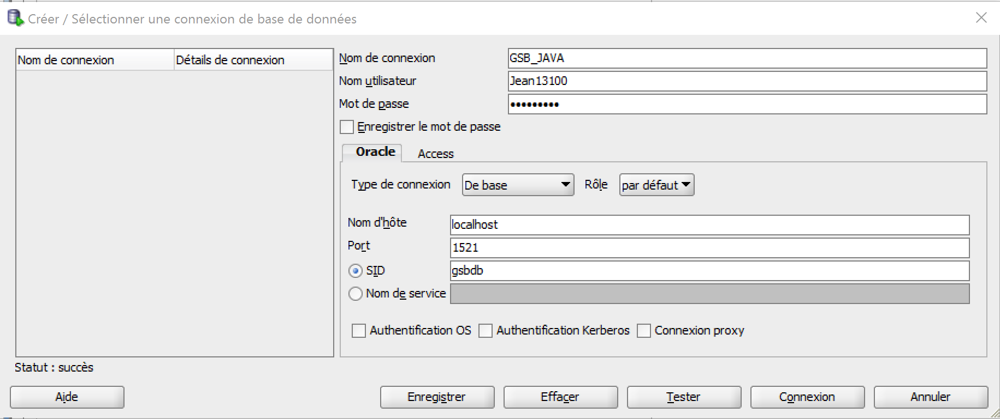 Créer / Sélectionner une connexion de base de données
Nom de connexion Détails de connexion
Nom de connexion GSB_JAVA
Nom utilisateur Jean13100
Mot de passe •••••••••
Enregistrer le mot de passe
Oracle Access
Type de connexion De base Rôle par défaut
Nom d'hôte localhost
Port 1521
SID gsbdb
Nom de service
Authentification OS Authentification Kerberos Connexion proxy
Statut : succès
Aide Enregistrer Effacer Tester Connexion Annuler